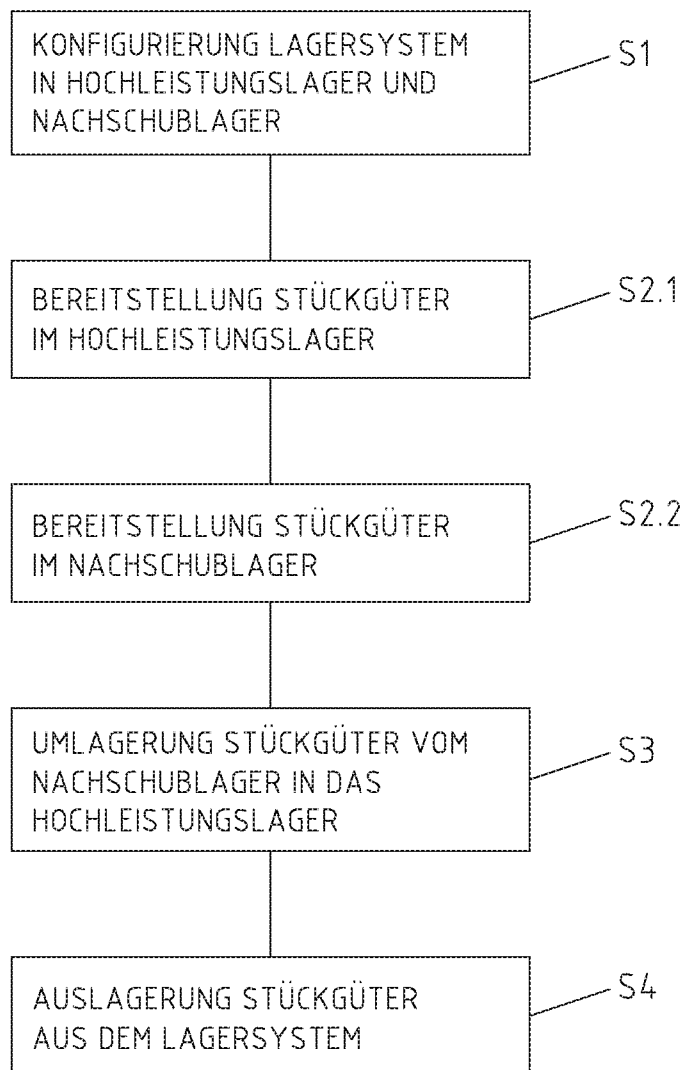 KONFIGURIERUNG LAGERSYSTEM
IN HOCHLEISTUNGSLAGER UND
NACHSCHUBLAGER
S1
BEREITSTELLUNG STÜCKGÜTER
IM HOCHLEISTUNGSLAGER
S2.1
BEREITSTELLUNG STÜCKGÜTER
IM NACHSCHUBLAGER
S2.2
UMLAGERUNG STÜCKGÜTER VOM
NACHSCHUBLAGER IN DAS
HOCHLEISTUNGSLAGER
S3
AUSLAGERUNG STÜCKGÜTER
AUS DEM LAGERSYSTEM
S4